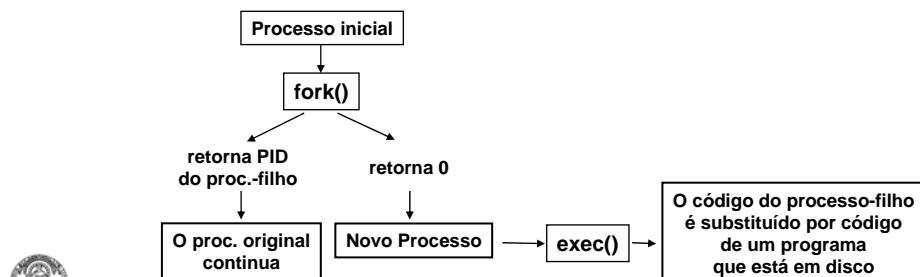 Processo inicial
fork()
retorna PID
do proc.-filho
retorna 0
O proc. original
continua
Novo Processo
exec()
O código do processo-filho
é substituído por código
de um programa
que está em disco